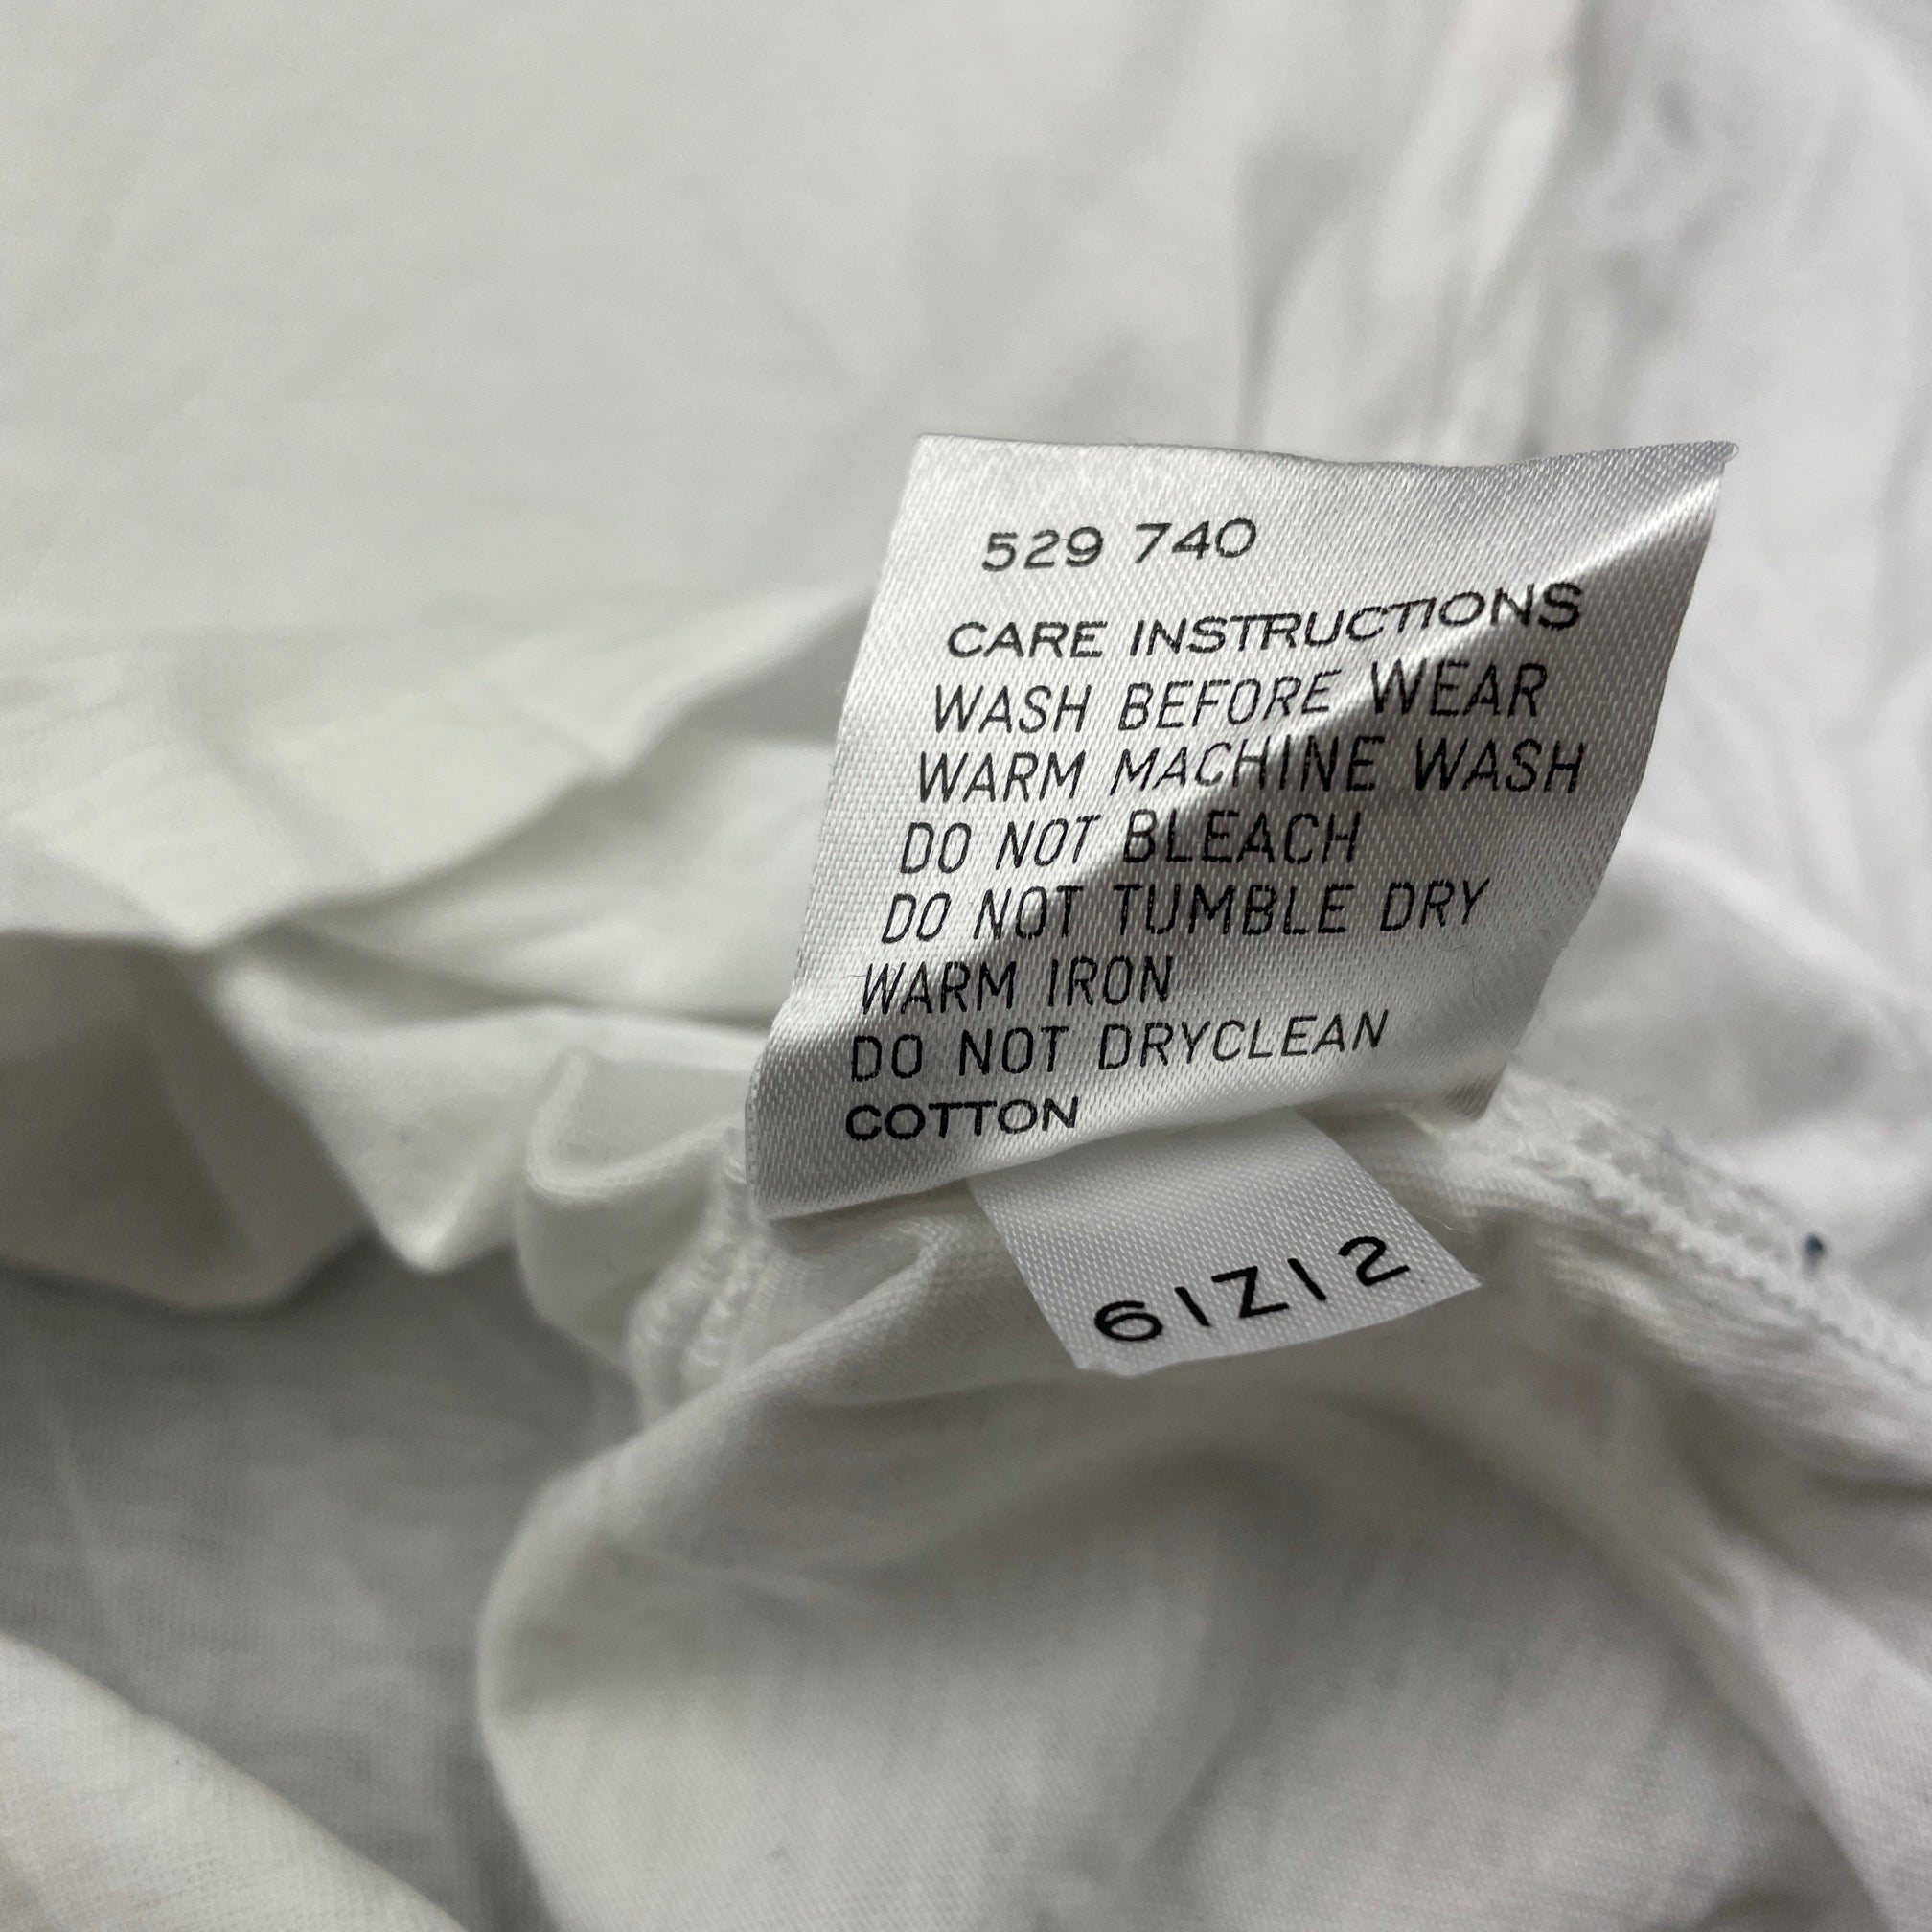 529 740
CARE INSTRUCTIONS
WASH BEFORE WEAR
WARM MACHINE WASH
DO NOT BLEACH
DO NOT TUMBLE DRY
WARM IRON
DO NOT DRYCLEAN
COTTON
61Z12